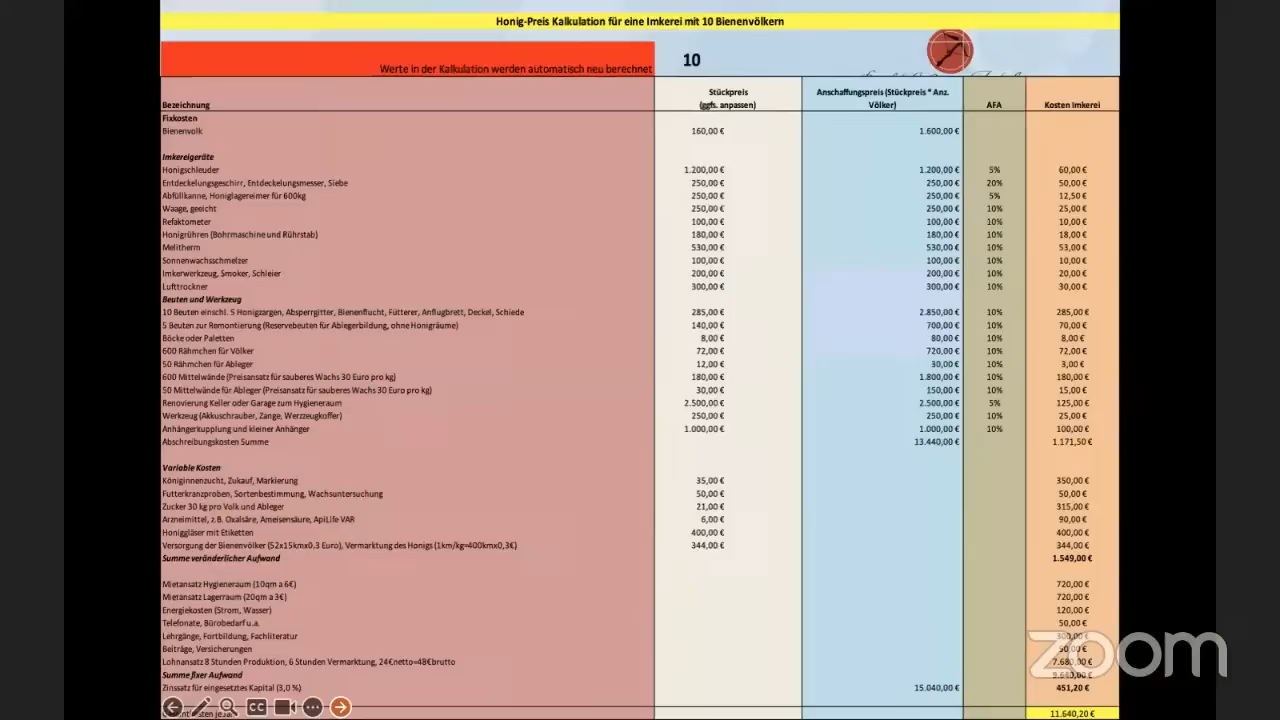 Honig-Preis Kalkulation für eine Imkerei mit 10 Bienenvölkern
Werte in der Kalkulation werden automatisch neu berechnet 10
Bezeichnung Stückpreis (ggfs. anpassen) Anschaffungspreis (Stückpreis * Anz. Völker) AFA Kosten Imkerei
Fixkosten
Bienenvolk 160,00 € 1.600,00 €
Imkereigeräte
Honigschleuder 1.200,00 € 1.200,00 € 5% 60,00 €
Entdeckelungsgeschirr, Entdeckelungsmesser, Siebe 250,00 € 250,00 € 20% 50,00 €
Abfüllkanne, Honiglagereimer für 600kg 250,00 € 250,00 € 5% 12,50 €
Waage, geeicht 250,00 € 250,00 € 10% 25,00 €
Refaktometer 100,00 € 100,00 € 10% 10,00 €
Honigrühren (Bohrmaschine und Rührstab) 180,00 € 180,00 € 10% 18,00 €
Melitherm 530,00 € 530,00 € 10% 53,00 €
Sonnenwachsschmelzer 100,00 € 100,00 € 10% 10,00 €
Imkerwerkzeug, Smoker, Schleier 200,00 € 200,00 € 10% 20,00 €
Lufttrockner 300,00 € 300,00 € 10% 30,00 €
Beuten und Werkzeug
10 Beuten einschl. 5 Honigzargen, Absperrgitter, Bienenflucht, Fütterer, Anflugbrett, Deckel, Schiede 285,00 € 2.850,00 € 10% 285,00 €
5 Beuten zur Remontierung (Reservebeuten für Ablegerbildung, ohne Honigräume) 140,00 € 700,00 € 10% 70,00 €
Böcke oder Paletten 8,00 € 80,00 € 10% 8,00 €
600 Rähmchen für Völker 72,00 € 720,00 € 10% 72,00 €
50 Rähmchen für Ableger 12,00 € 30,00 € 10% 3,00 €
600 Mittelwände (Preisansatz für sauberes Wachs 30 Euro pro kg) 180,00 € 1.800,00 € 10% 180,00 €
50 Mittelwände für Ableger (Preisansatz für sauberes Wachs 30 Euro pro kg) 30,00 € 150,00 € 10% 15,00 €
Renovierung Keller oder Garage zum Hygieneraum 2.500,00 € 2.500,00 € 5% 125,00 €
Werkzeug (Akkuschrauber, Zange, Werzzeugkoffer) 250,00 € 250,00 € 10% 25,00 €
Anhängerkupplung und kleiner Anhänger 1.000,00 € 1.000,00 € 10% 100,00 €
Abschreibungskosten Summe 13.440,00 € 1.171,50 €
Variable Kosten
Königinnenzucht, Zukauf, Markierung 35,00 € 350,00 €
Futterkranzproben, Sortenbestimmung, Wachsuntersuchung 50,00 € 50,00 €
Zucker 30 kg pro Volk und Ableger 21,00 € 315,00 €
Arzneimittel, z.B. Oxalsäre, Ameisensäure, ApiLife VAR 6,00 € 90,00 €
Honiggläser mit Etiketten 400,00 € 400,00 €
Versorgung der Bienenvölker (52x15kmx0,3 Euro), Vermarktung des Honigs (1km/kg=400kmx0,3€) 344,00 € 344,00 €
Summe veränderlicher Aufwand 1.549,00 €
Mietansatz Hygieneraum (10qm a 6€) 720,00 €
Mietansatz Lagerraum (20qm a 3€) 720,00 €
Energiekosten (Strom, Wasser) 120,00 €
Telefonate, Bürobedarf u.a. 50,00 €
Lehrgänge, Fortbildung, Fachliteratur 300,00 €
Beiträge, Versicherungen 50,00 €
Lohnansatz 8 Stunden Produktion, 6 Stunden Vermarktung, 24€netto=48€brutto 7.680,00 €
Summe fixer Aufwand 9.640,00 €
Zinssatz für eingesetztes Kapital (3,0 %) 15.040,00 € 451,20 €
11.640,20 €
CC
zoom